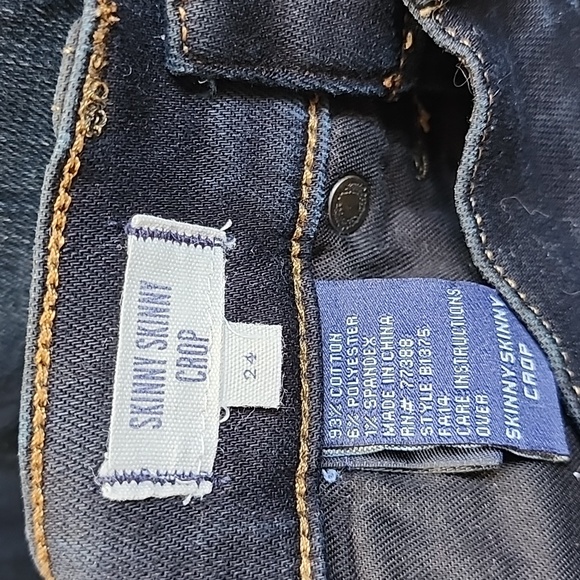 SKINNY SKINNY
CROP
24
93% COTTON
6% POLYESTER
1% SPANDEX
MADE IN CHINA
RN# 77388
STYLE B1375
FA14
CARE INSTRUCTIONS
OVER
SKINNY SKINNY
CROP